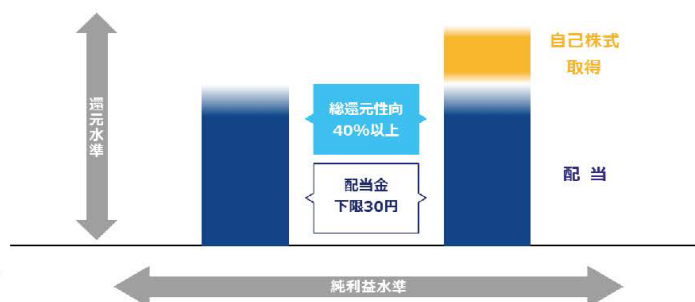 還元水準
総還元性向
40%以上
配当金
下限30円
自己株式
取得
配 当
純利益水準